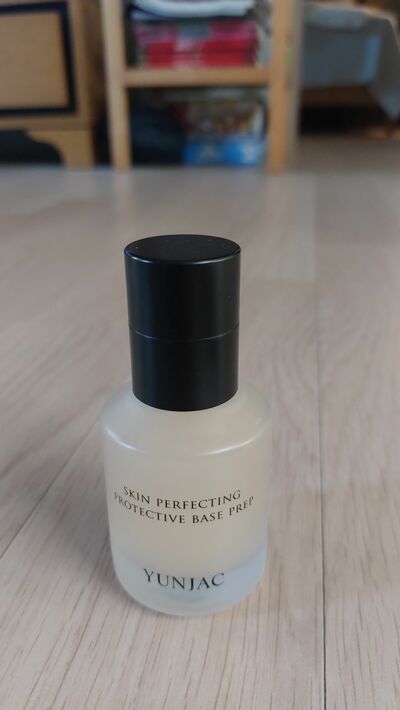 SKIN PERFECTING
PROTECTIVE BASE PREP
YUNJAC